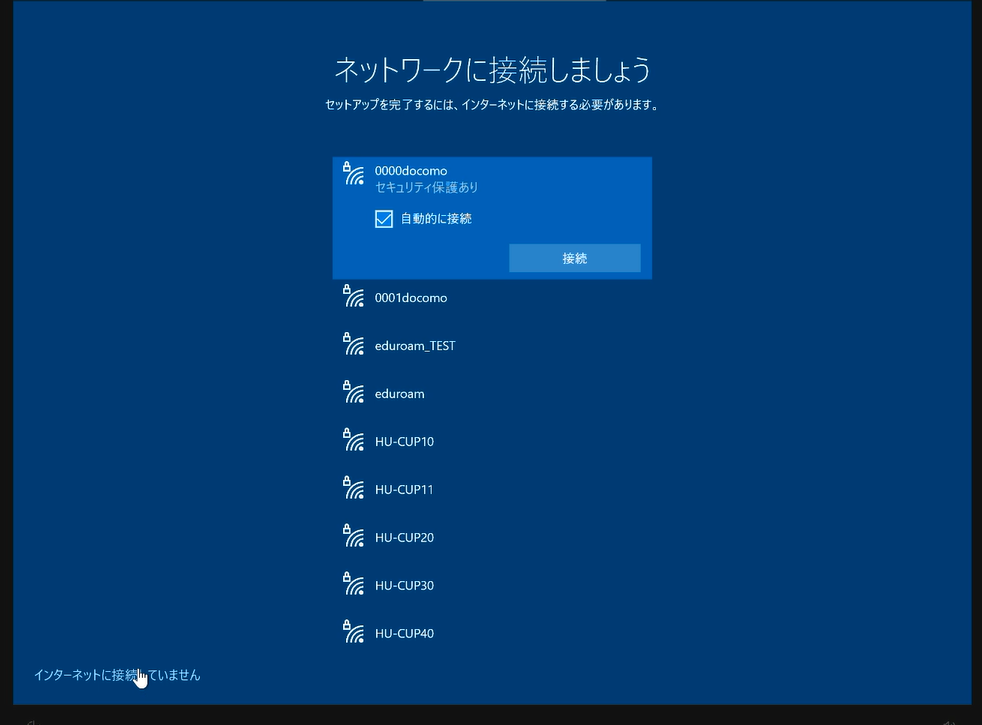 ネットワークに接続しましょう
セットアップを完了するには、インターネットに接続する必要があります。
0000docomo
セキュリティ保護あり
自動的に接続
接続
0001docomo
eduroam_TEST
eduroam
HU-CUP10
HU-CUP11
HU-CUP20
HU-CUP30
HU-CUP40
インターネットに接続していません